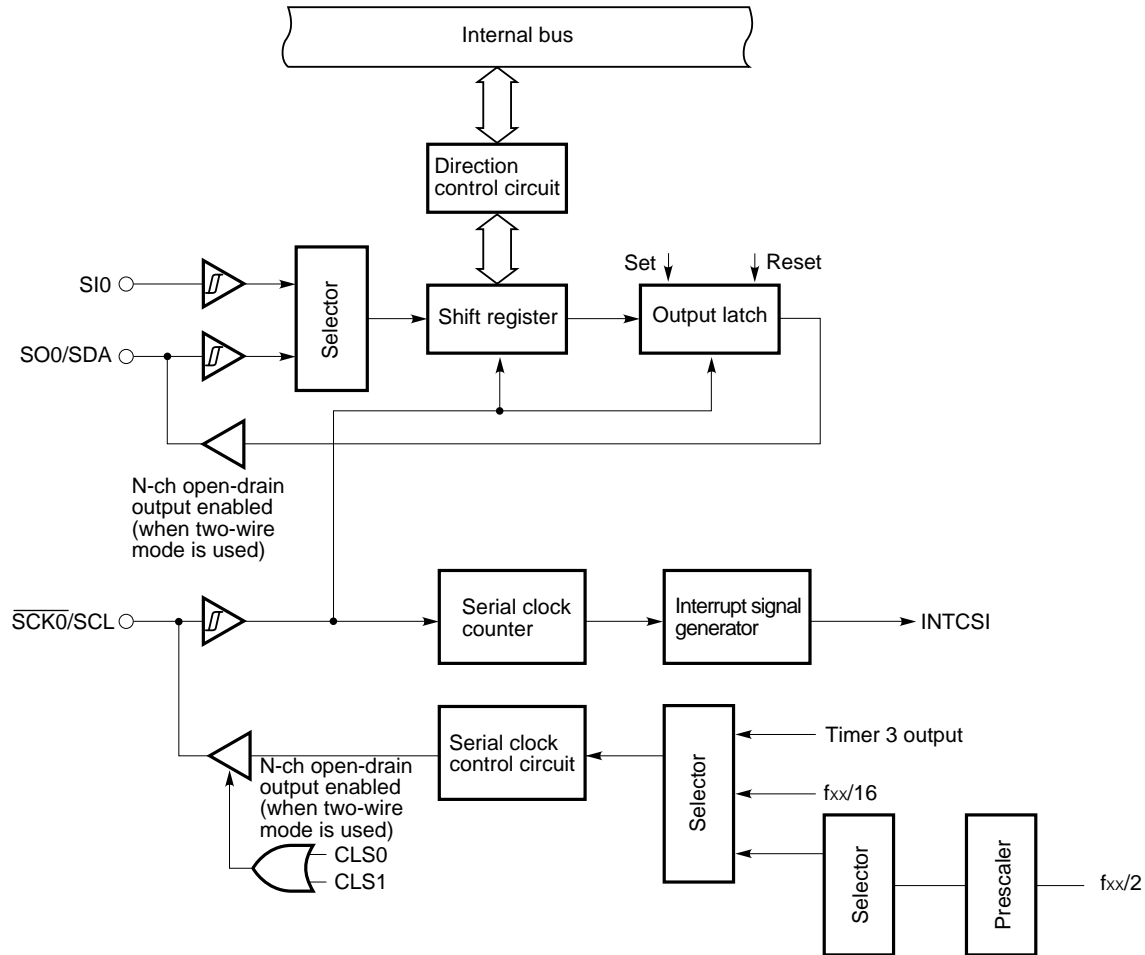 Internal bus
Direction
control circuit
Set
Reset
SI0
Selector
Shift register
Output latch
SO0/SDA
N-ch open-drain
output enabled
(when two-wire
mode is used)
SCK0/SCL
Serial clock
counter
Interrupt signal
generator
INTCSI
Timer 3 output
Serial clock
control circuit
Selector
N-ch open-drain
output enabled
(when two-wire
mode is used)
fxx/16
CLS0
CLS1
Selector
Prescaler
fxx/2